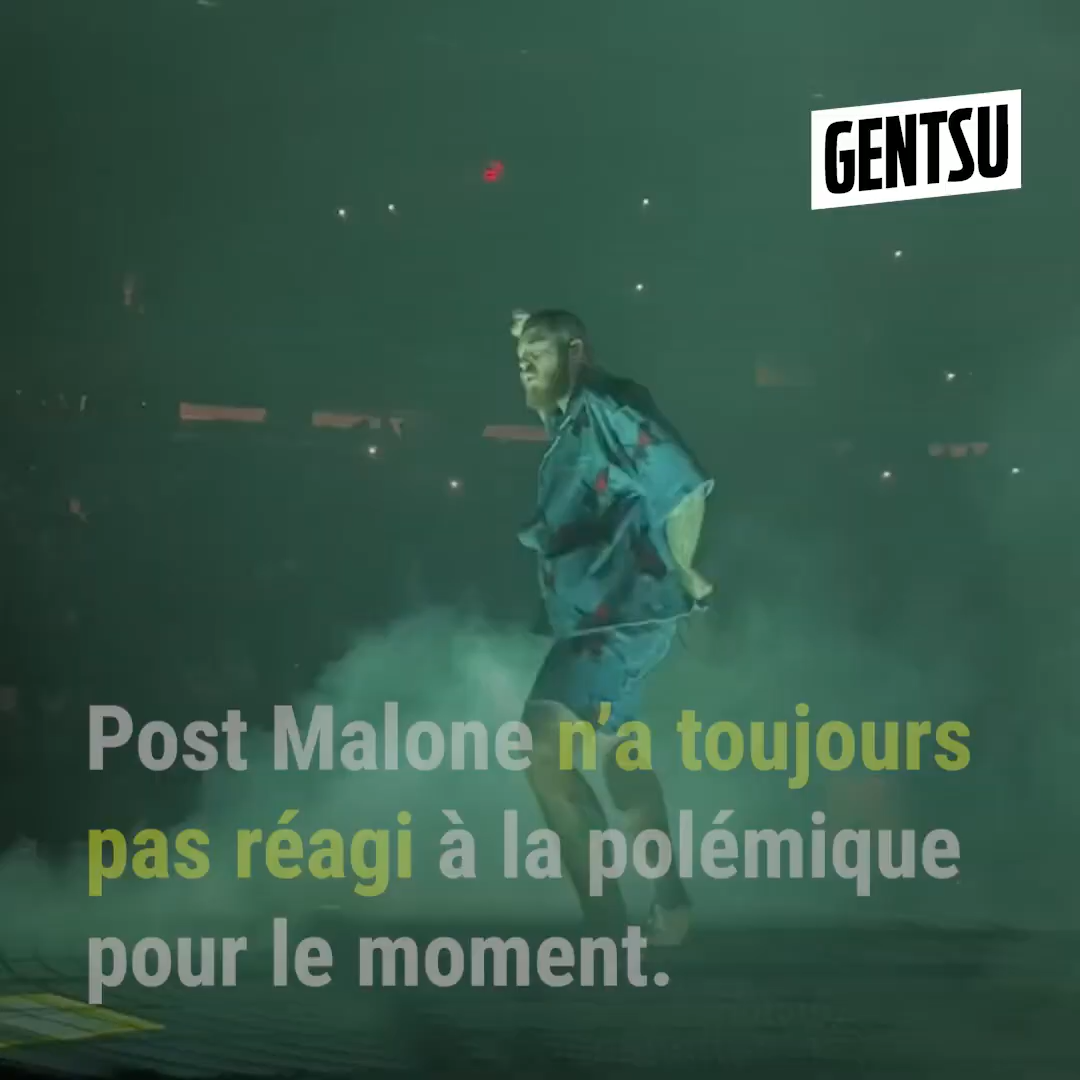 GENTSU
Post Malone n'a toujours
pas réagi à la polémique
pour le moment.